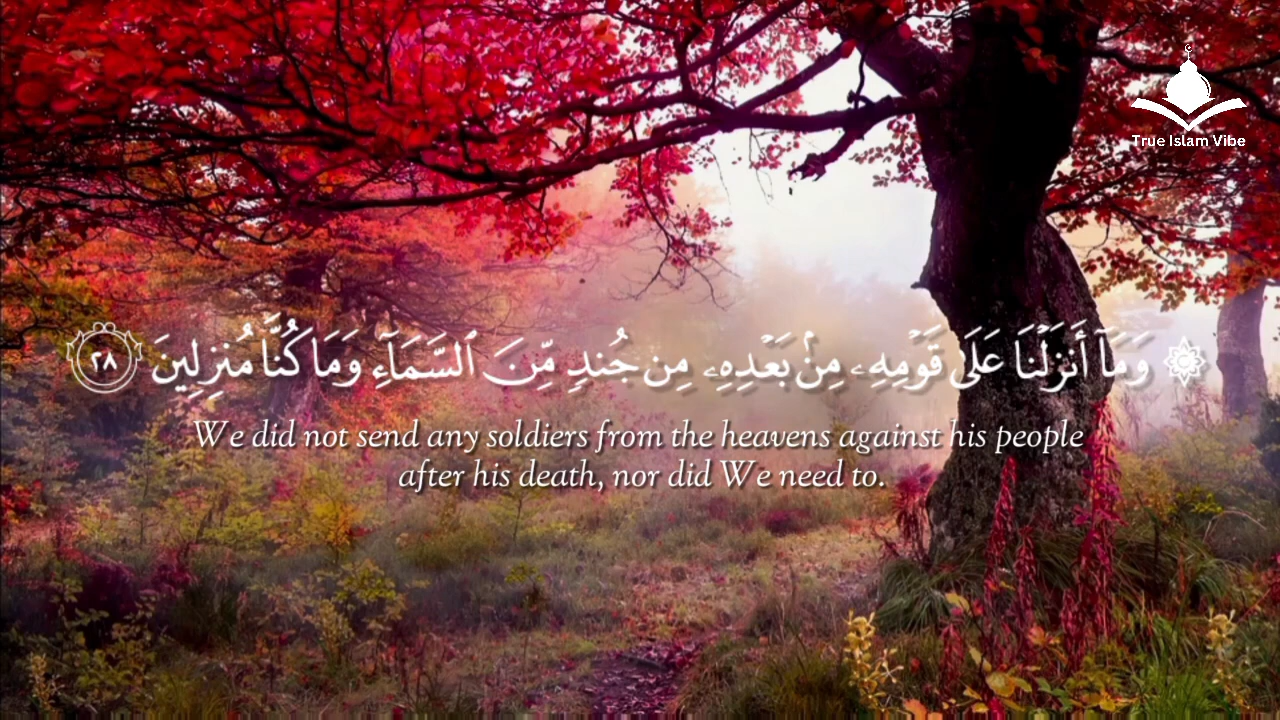 True Islam Vibe
۞ وَمَآ أَنزَلْنَا عَلَىٰ قَوْمِهِۦ مِنۢ بَعْدِهِۦ مِن جُندٍ مِّنَ ٱلسَّمَآءِ وَمَا كُنَّا مُنزِلِينَ ٢٨
We did not send any soldiers from the heavens against his people
after his death, nor did We need to.